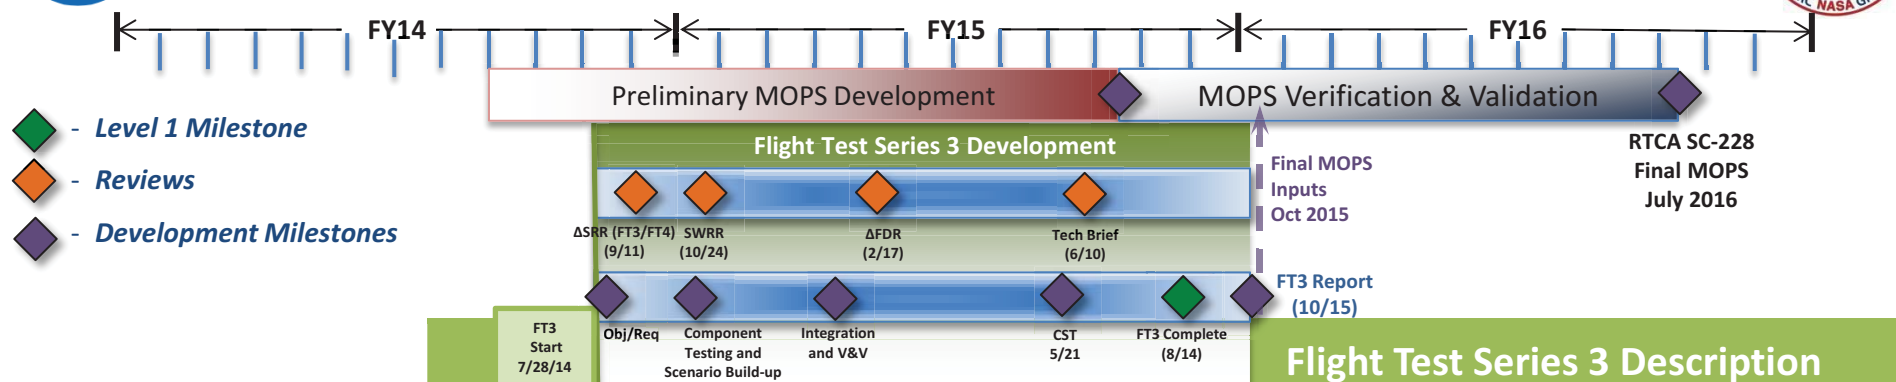 NASA
FY14
FY15
FY16
Preliminary MOPS Development
MOPS Verification & Validation
- Level 1 Milestone
- Reviews
- Development Milestones
Flight Test Series 3 Development
RTCA SC-228
Final MOPS
July 2016
Final MOPS
Inputs
Oct 2015
ΔSRR (FT3/FT4)
(9/11)
SWRR
(10/24)
ΔFDR
(2/17)
Tech Brief
(6/10)
FT3 Report
(10/15)
FT3
Start
7/28/14
Obj/Req
Component
Testing and
Scenario Build-up
Integration
and V&V
CST
5/21
FT3 Complete
(8/14)
Flight Test Series 3 Description